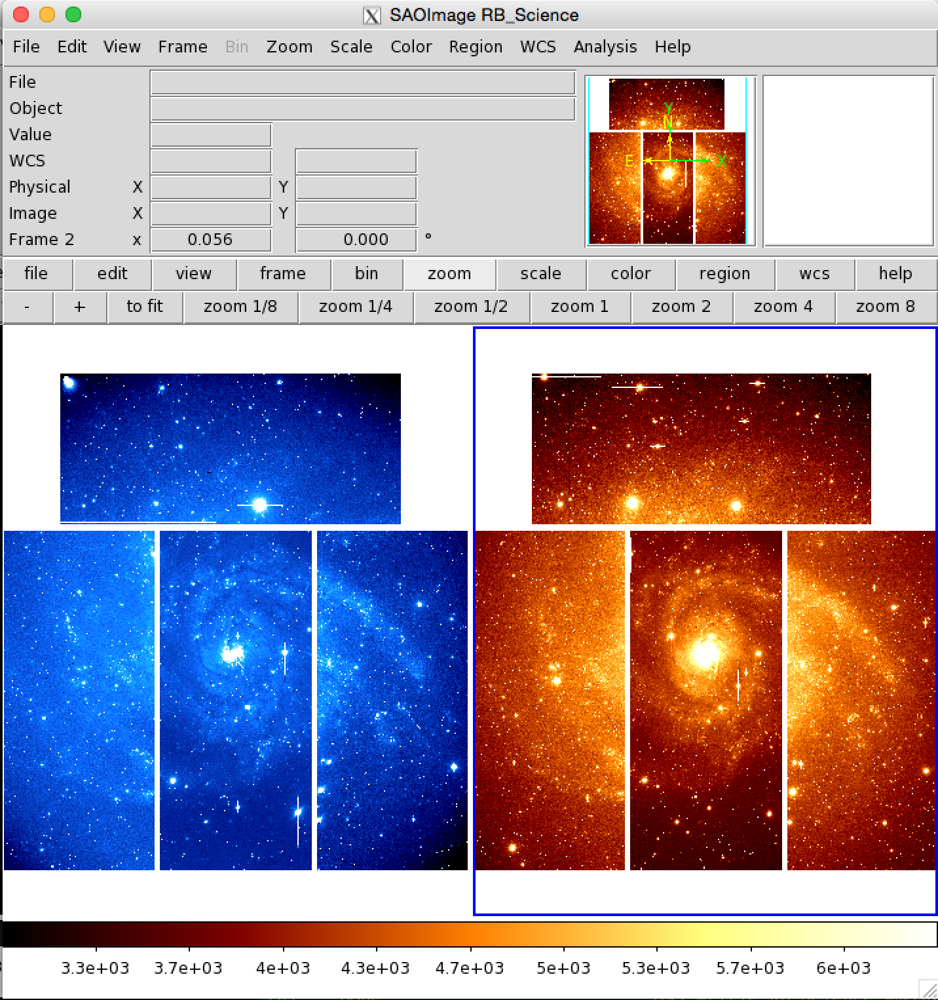 SAOImage RB_Science
File Edit View Frame Bin Zoom Scale Color Region WCS Analysis Help
File
Object
Value
WCS
Physical X Y
Image X Y
Frame 2 x 0.056 0.000 °
Y
N
E X
file edit view frame bin zoom scale color region wcs help
- + to fit zoom 1/8 zoom 1/4 zoom 1/2 zoom 1 zoom 2 zoom 4 zoom 8
3.3e+03 3.7e+03 4e+03 4.3e+03 4.7e+03 5e+03 5.3e+03 5.7e+03 6e+03